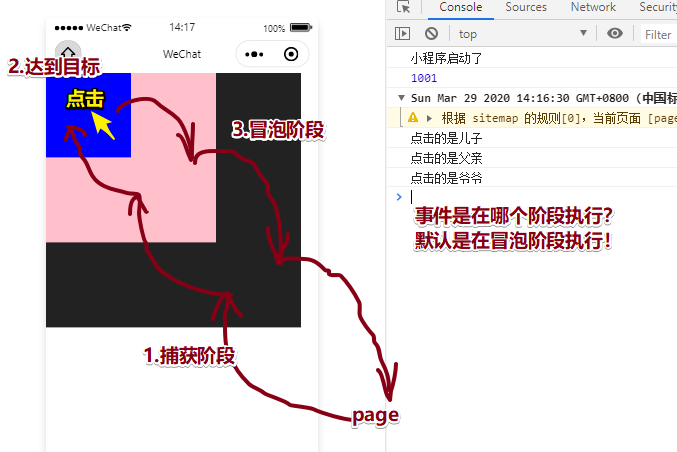 WeChat
14:17
100%
WeChat
2.达到目标
点击
3.冒泡阶段
1.捕获阶段
page
Console
Sources
Network
Security
top
Filter
小程序启动了
1001
Sun Mar 29 2020 14:16:30 GMT+0800 (中国标
根据 sitemap 的规则[0]，当前页面 [page
点击的是儿子
点击的是父亲
点击的是爷爷
事件是在哪个阶段执行？
默认是在冒泡阶段执行！